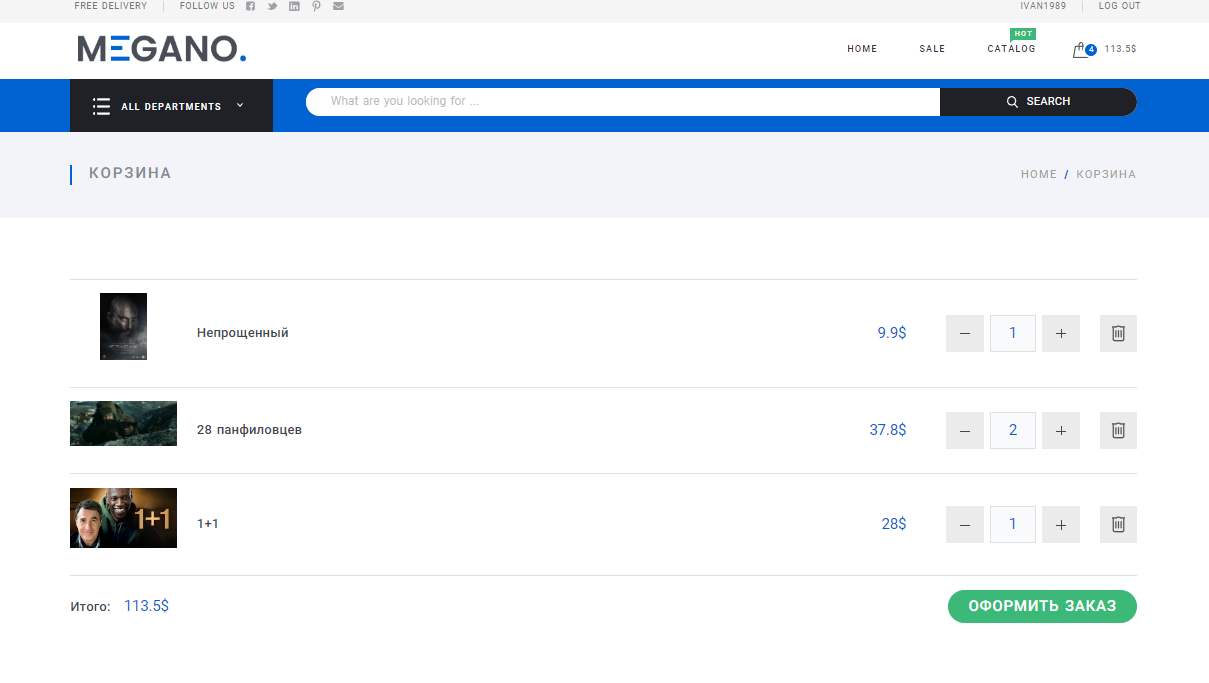 FREE DELIVERY FOLLOW US IVAN1989 LOG OUT
HOT
MEGANO. HOME SALE CATALOG 4 113.5$
ALL DEPARTMENTS What are you looking for ... SEARCH
КОРЗИНА HOME / КОРЗИНА
Непрощенный 9.9$ — 1 +
28 панфиловцев 37.8$ — 2 +
1+1
1+1 28$ — 1 +
Итого: 113.5$ ОФОРМИТЬ ЗАКАЗ